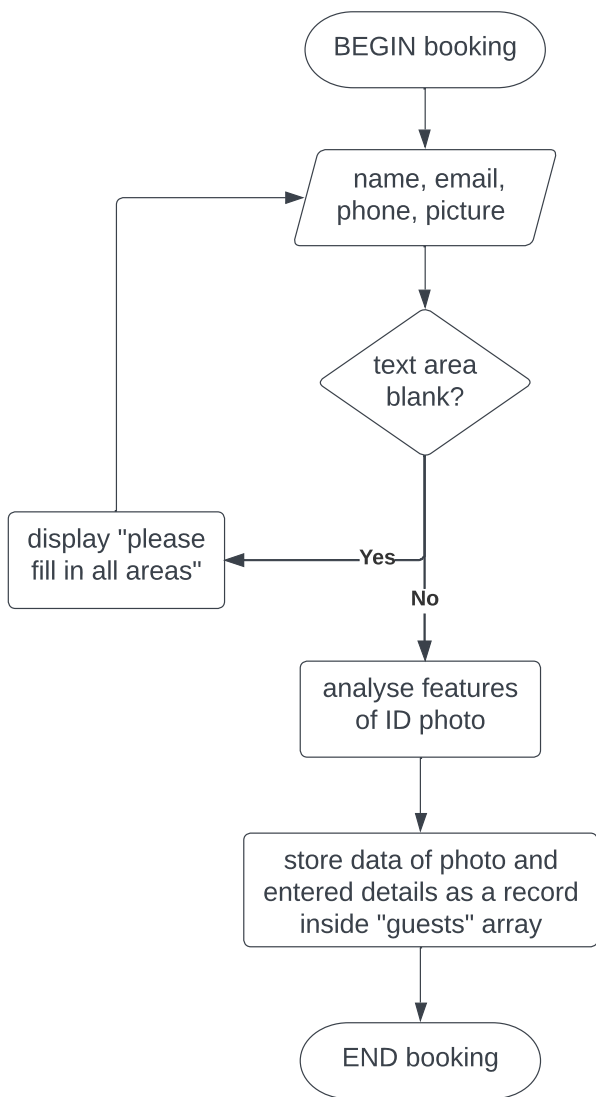 BEGIN booking
name, email,
phone, picture
text area
blank?
display "please
fill in all areas"
Yes
No
analyse features
of ID photo
store data of photo and
entered details as a record
inside "guests" array
END booking